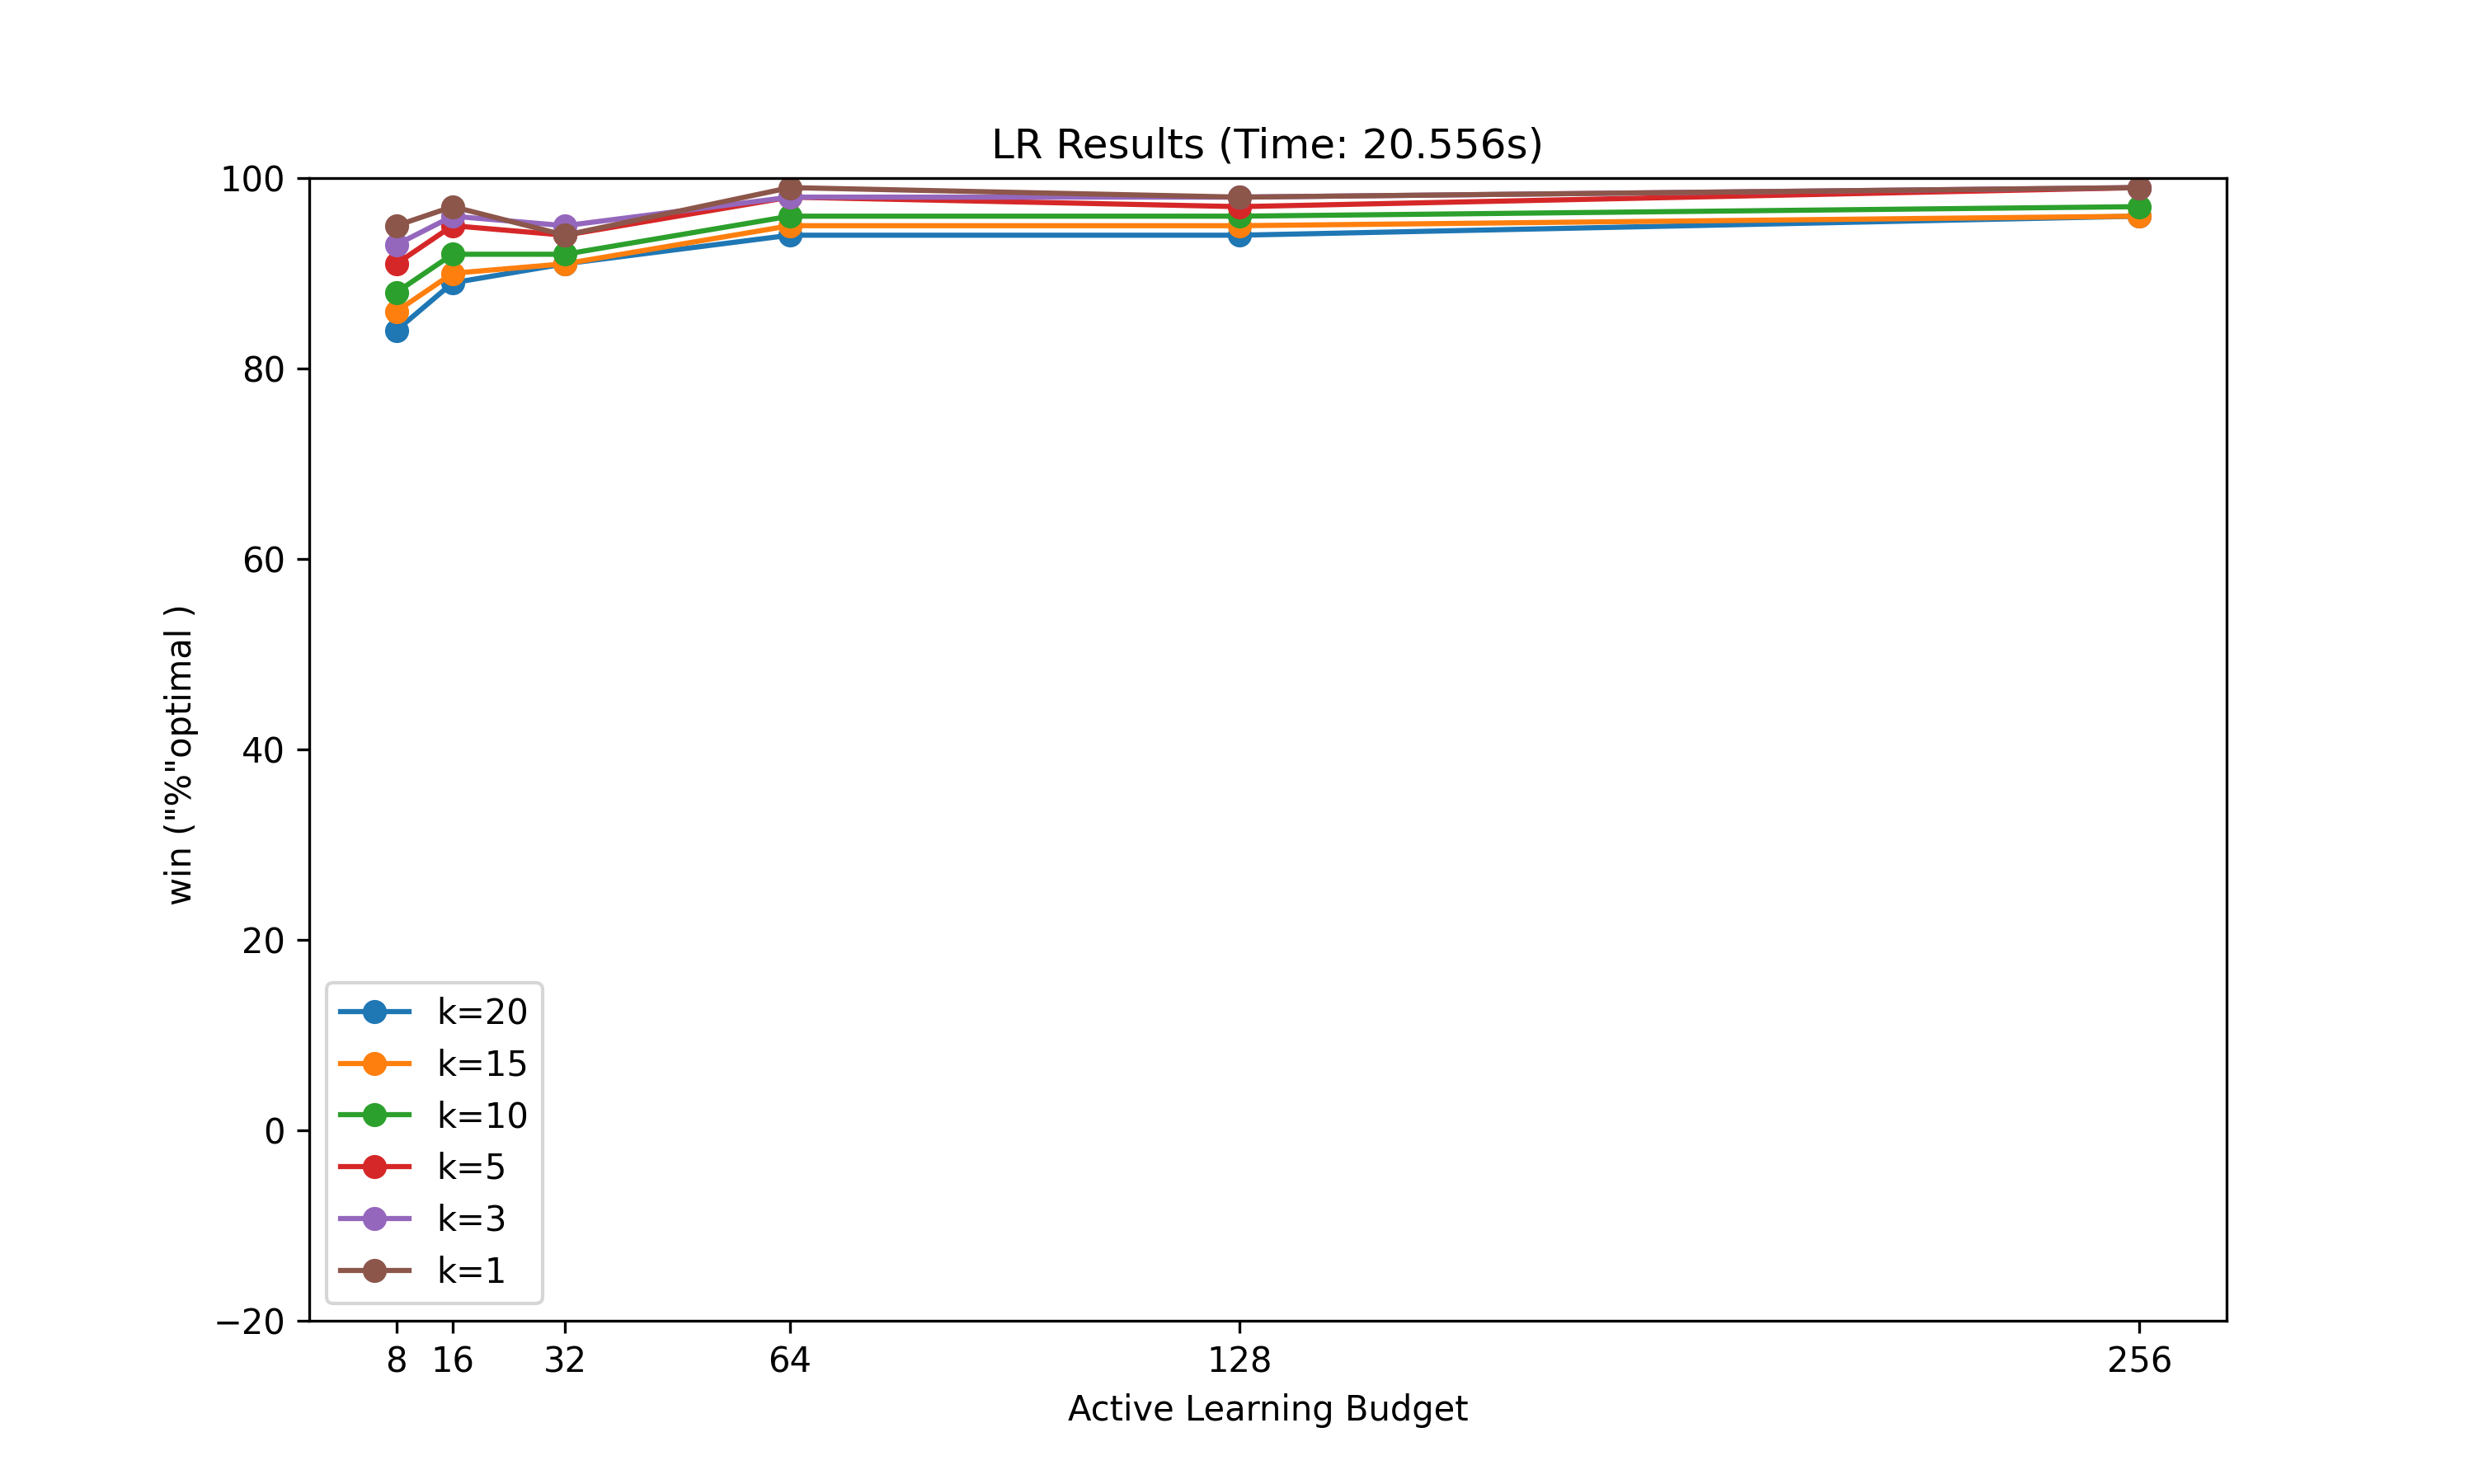 LR Results (Time: 20.556s)
100
80
60
40
20
0
−20
win ("%"optimal )
k=20
k=15
k=10
k=5
k=3
k=1
8 16 32 64 128 256
Active Learning Budget